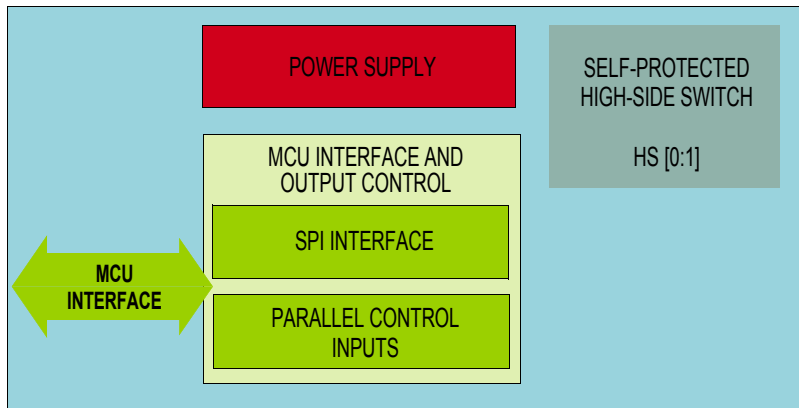 POWER SUPPLY
SELF-PROTECTED
HIGH-SIDE SWITCH
HS [0:1]
MCU INTERFACE AND
OUTPUT CONTROL
SPI INTERFACE
MCU
INTERFACE
PARALLEL CONTROL
INPUTS